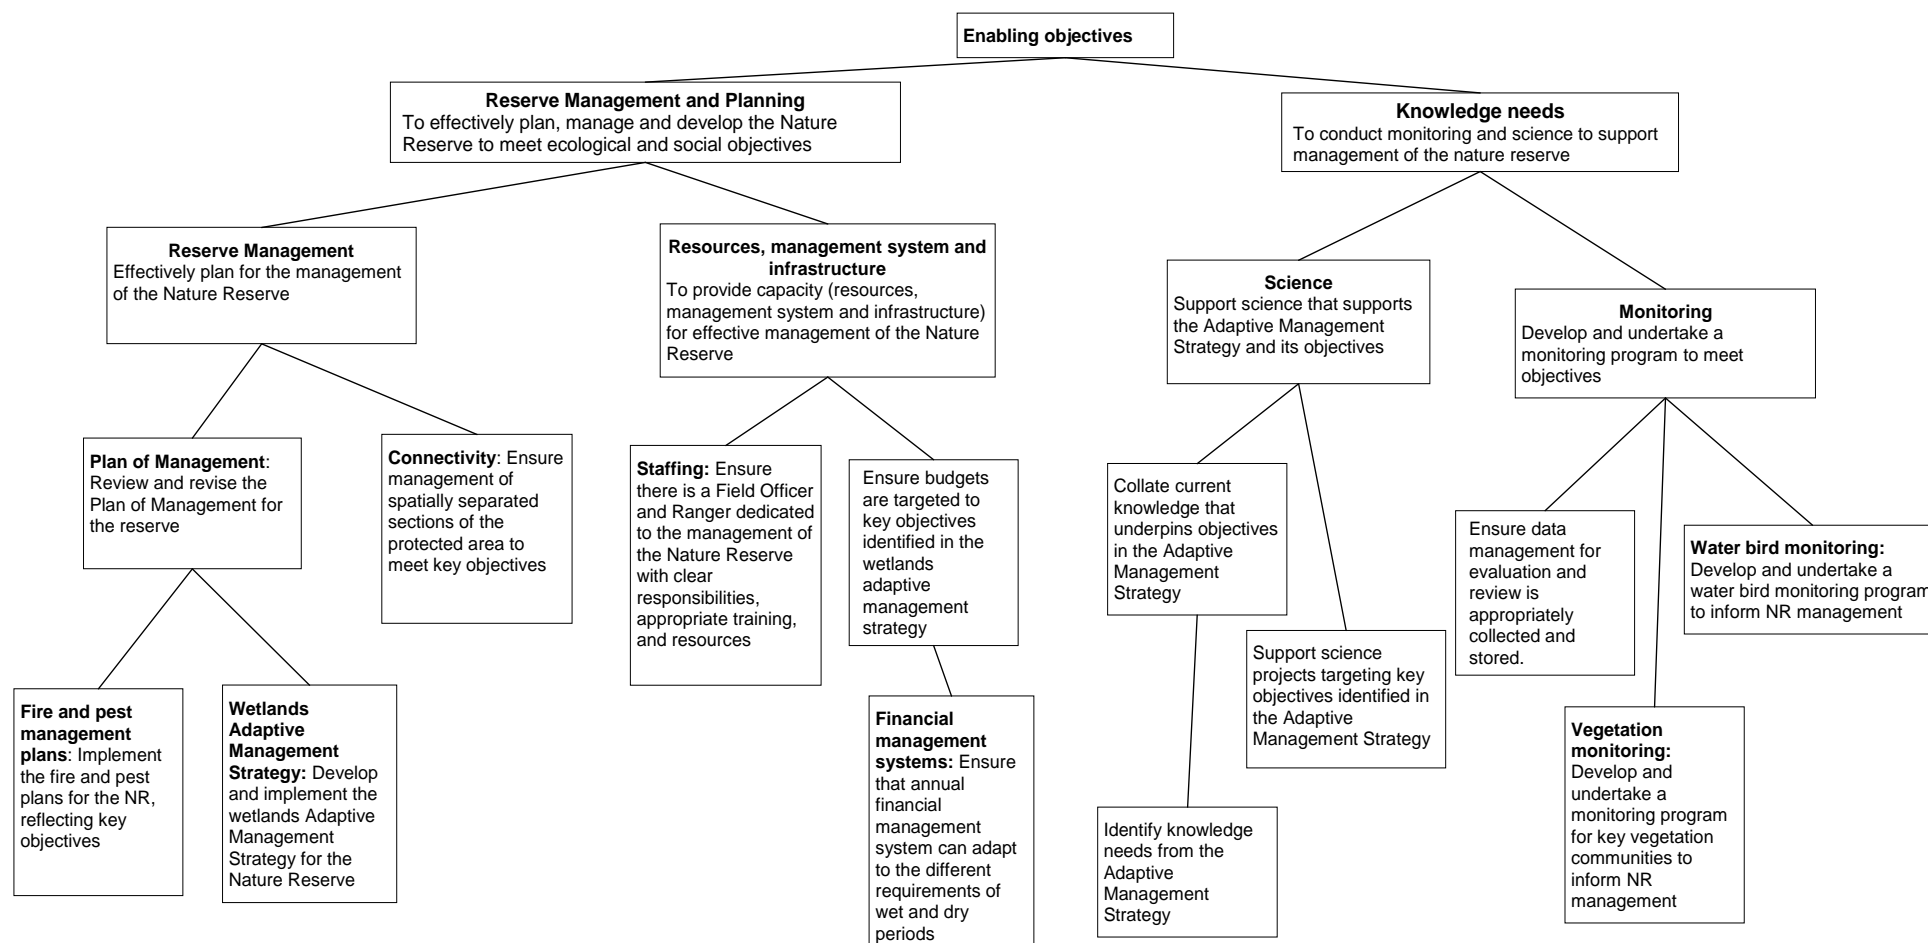 Enabling objectives
Reserve Management and Planning
To effectively plan, manage and develop the Nature
Reserve to meet ecological and social objectives
Knowledge needs
To conduct monitoring and science to support
management of the nature reserve
Reserve Management
Effectively plan for the management
of the Nature Reserve
Resources, management system and
infrastructure
To provide capacity (resources,
management system and infrastructure)
for effective management of the Nature
Reserve
Science
Support science that supports
the Adaptive Management
Strategy and its objectives
Monitoring
Develop and undertake a
monitoring program to meet
objectives
Plan of Management:
Review and revise the
Plan of Management for
the reserve
Connectivity: Ensure
management of
spatially separated
sections of the
protected area to
meet key objectives
Staffing: Ensure
there is a Field Officer
and Ranger dedicated
to the management of
the Nature Reserve
with clear
responsibilities,
appropriate training,
and resources
Ensure budgets
are targeted to
key objectives
identified in the
wetlands
adaptive
management
strategy
Collate current
knowledge that
underpins objectives
in the Adaptive
Management
Strategy
Support science
projects targeting key
objectives identified in
the Adaptive
Management Strategy
Ensure data
management for
evaluation and
review is
appropriately
collected and
stored.
Water bird monitoring:
Develop and undertake a
water bird monitoring program
to inform NR management
Fire and pest
management
plans: Implement
the fire and pest
plans for the NR,
reflecting key
objectives
Wetlands
Adaptive
Management
Strategy: Develop
and implement the
wetlands Adaptive
Management
Strategy for the
Nature Reserve
Financial
management
systems: Ensure
that annual
financial
management
system can adapt
to the different
requirements of
wet and dry
periods
Identify knowledge
needs from the
Adaptive
Management
Strategy
Vegetation
monitoring:
Develop and
undertake a
monitoring program
for key vegetation
communities to
inform NR
management